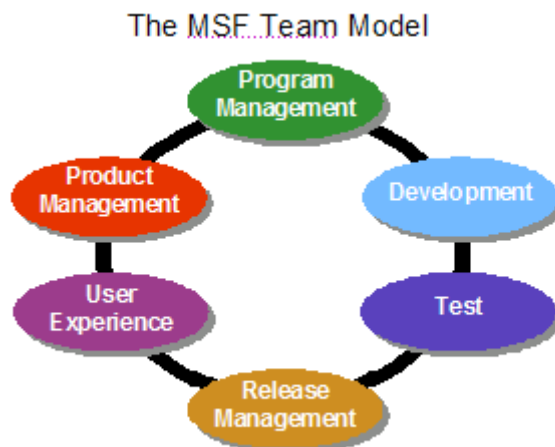 The MSF Team Model
Program
Management
Product
Management
Development
User
Experience
Test
Release
Management